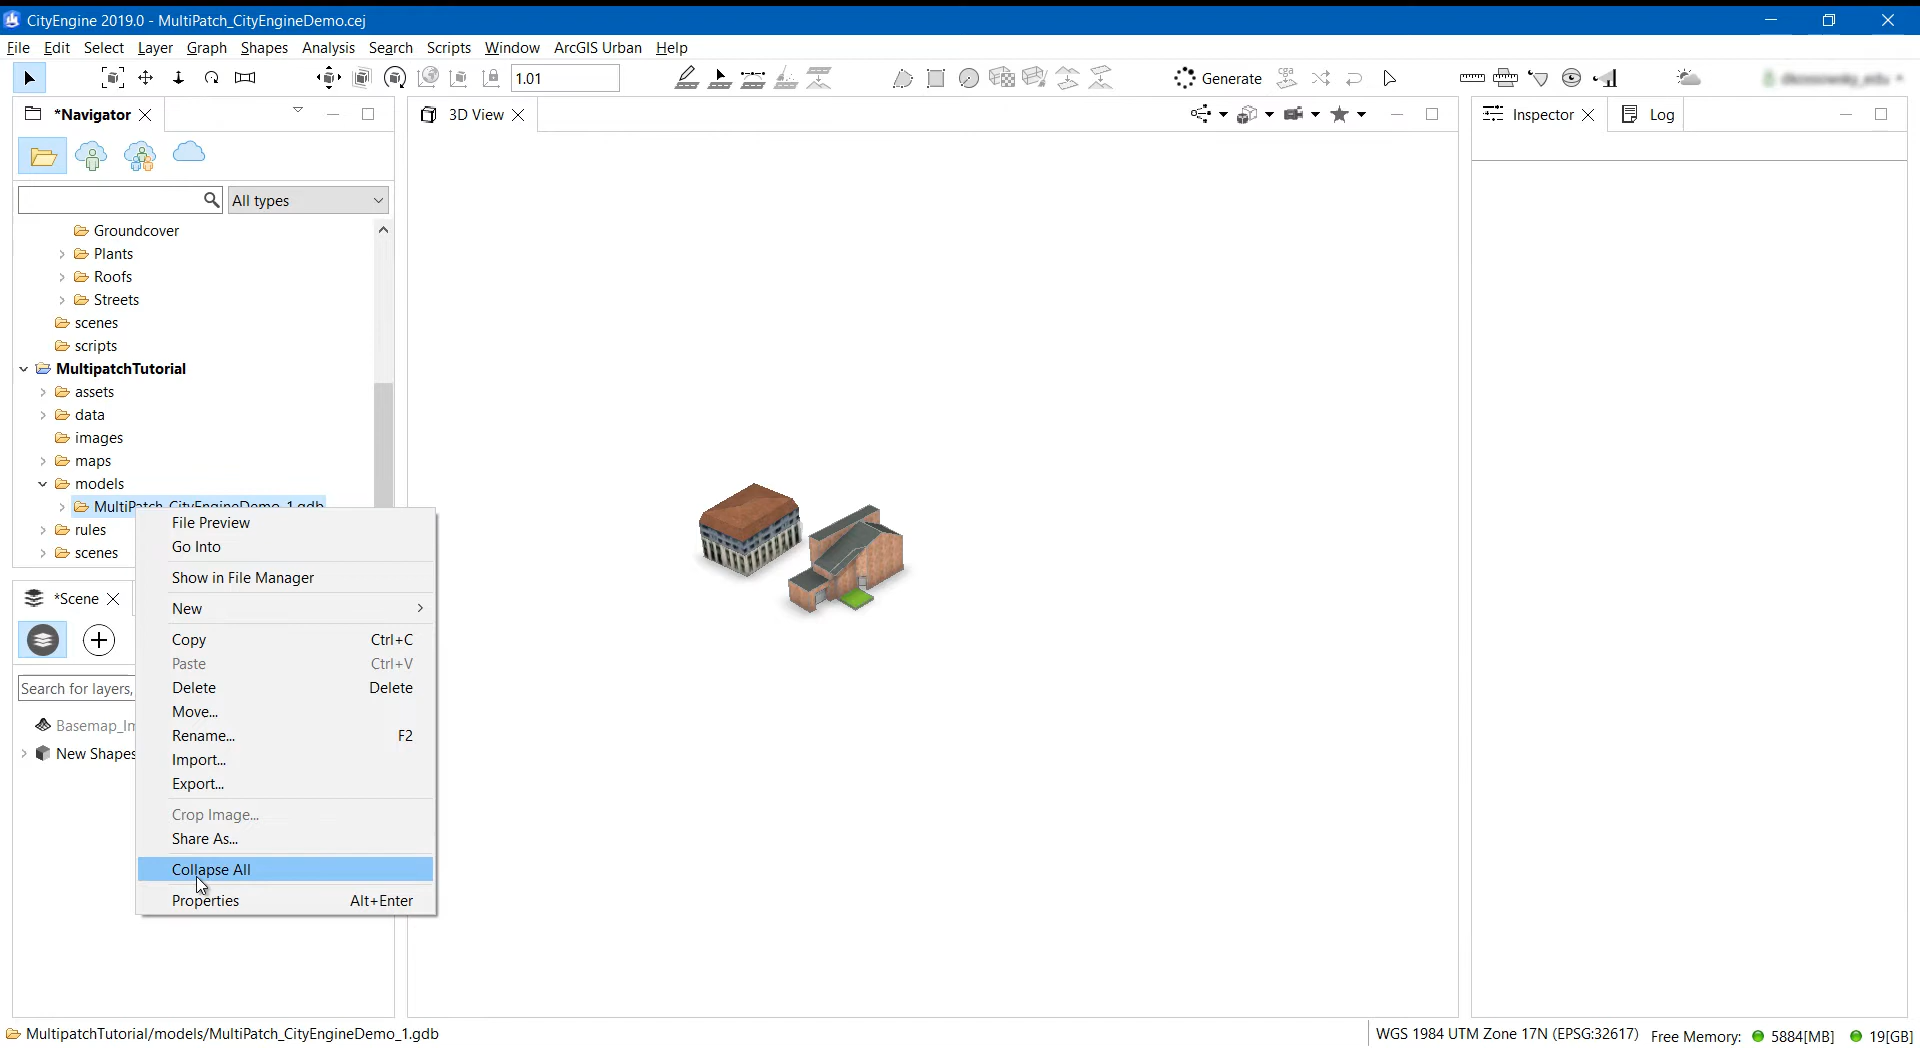 CityEngine 2019.0 - MultiPatch_CityEngineDemo.cej
File Edit Select Layer Graph Shapes Analysis Search Scripts Window ArcGIS Urban Help
1.01 Generate
*Navigator
3D View
Inspector Log
All types
Groundcover
Plants
Roofs
Streets
scenes
scripts
MultipatchTutorial
assets
data
images
maps
models
MultiPatch_CityEngineDemo_1.gdb
rules
scenes
File Preview
Go Into
Show in File Manager
New
Copy Ctrl+C
Paste Ctrl+V
Delete Delete
Move...
Rename... F2
Import...
Export...
Crop Image...
Share As...
Collapse All
Properties Alt+Enter
*Scene
Search for layers,
Basemap_Im
New Shapes
MultipatchTutorial/models/MultiPatch_CityEngineDemo_1.gdb
WGS 1984 UTM Zone 17N (EPSG:32617) Free Memory: 5884[MB] 19[GB]